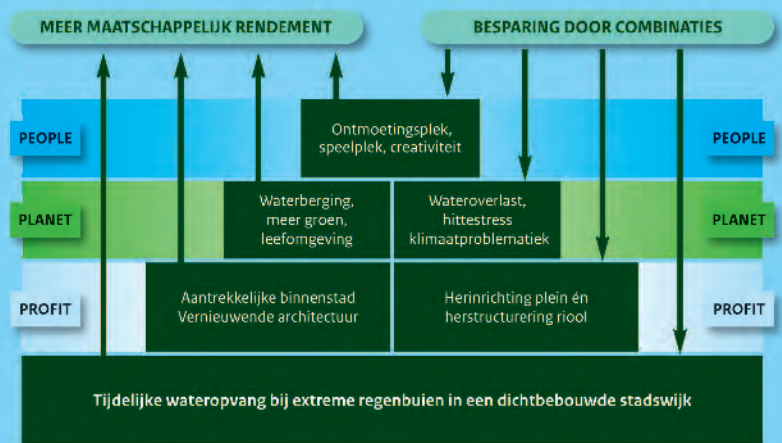 MEER MAATSCHAPPELIJK RENDEMENT
BESPARING DOOR COMBINATIES
PEOPLE
Ontmoetingsplek,
speelplek, creativiteit
PEOPLE
PLANET
Waterberging,
meer groen,
leefomgeving
Wateroverlast,
hittestress
klimaatproblematiek
PLANET
PROFIT
Aantrekkelijke binnenstad
Vernieuwende architectuur
Herinrichting plein én
herstructurering riool
PROFIT
Tijdelijke wateropvang bij extreme regenbuien in een dichtbebouwde stadswijk